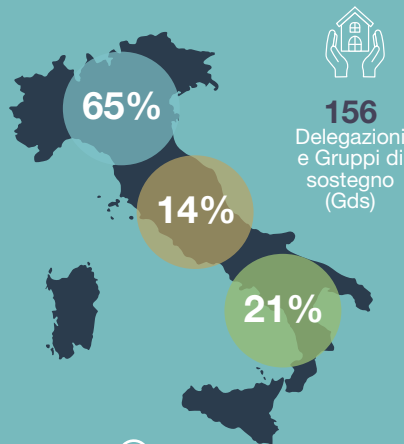 65%
14%
21%
156
Delegazioni
e Gruppi di
sostegno
(Gds)